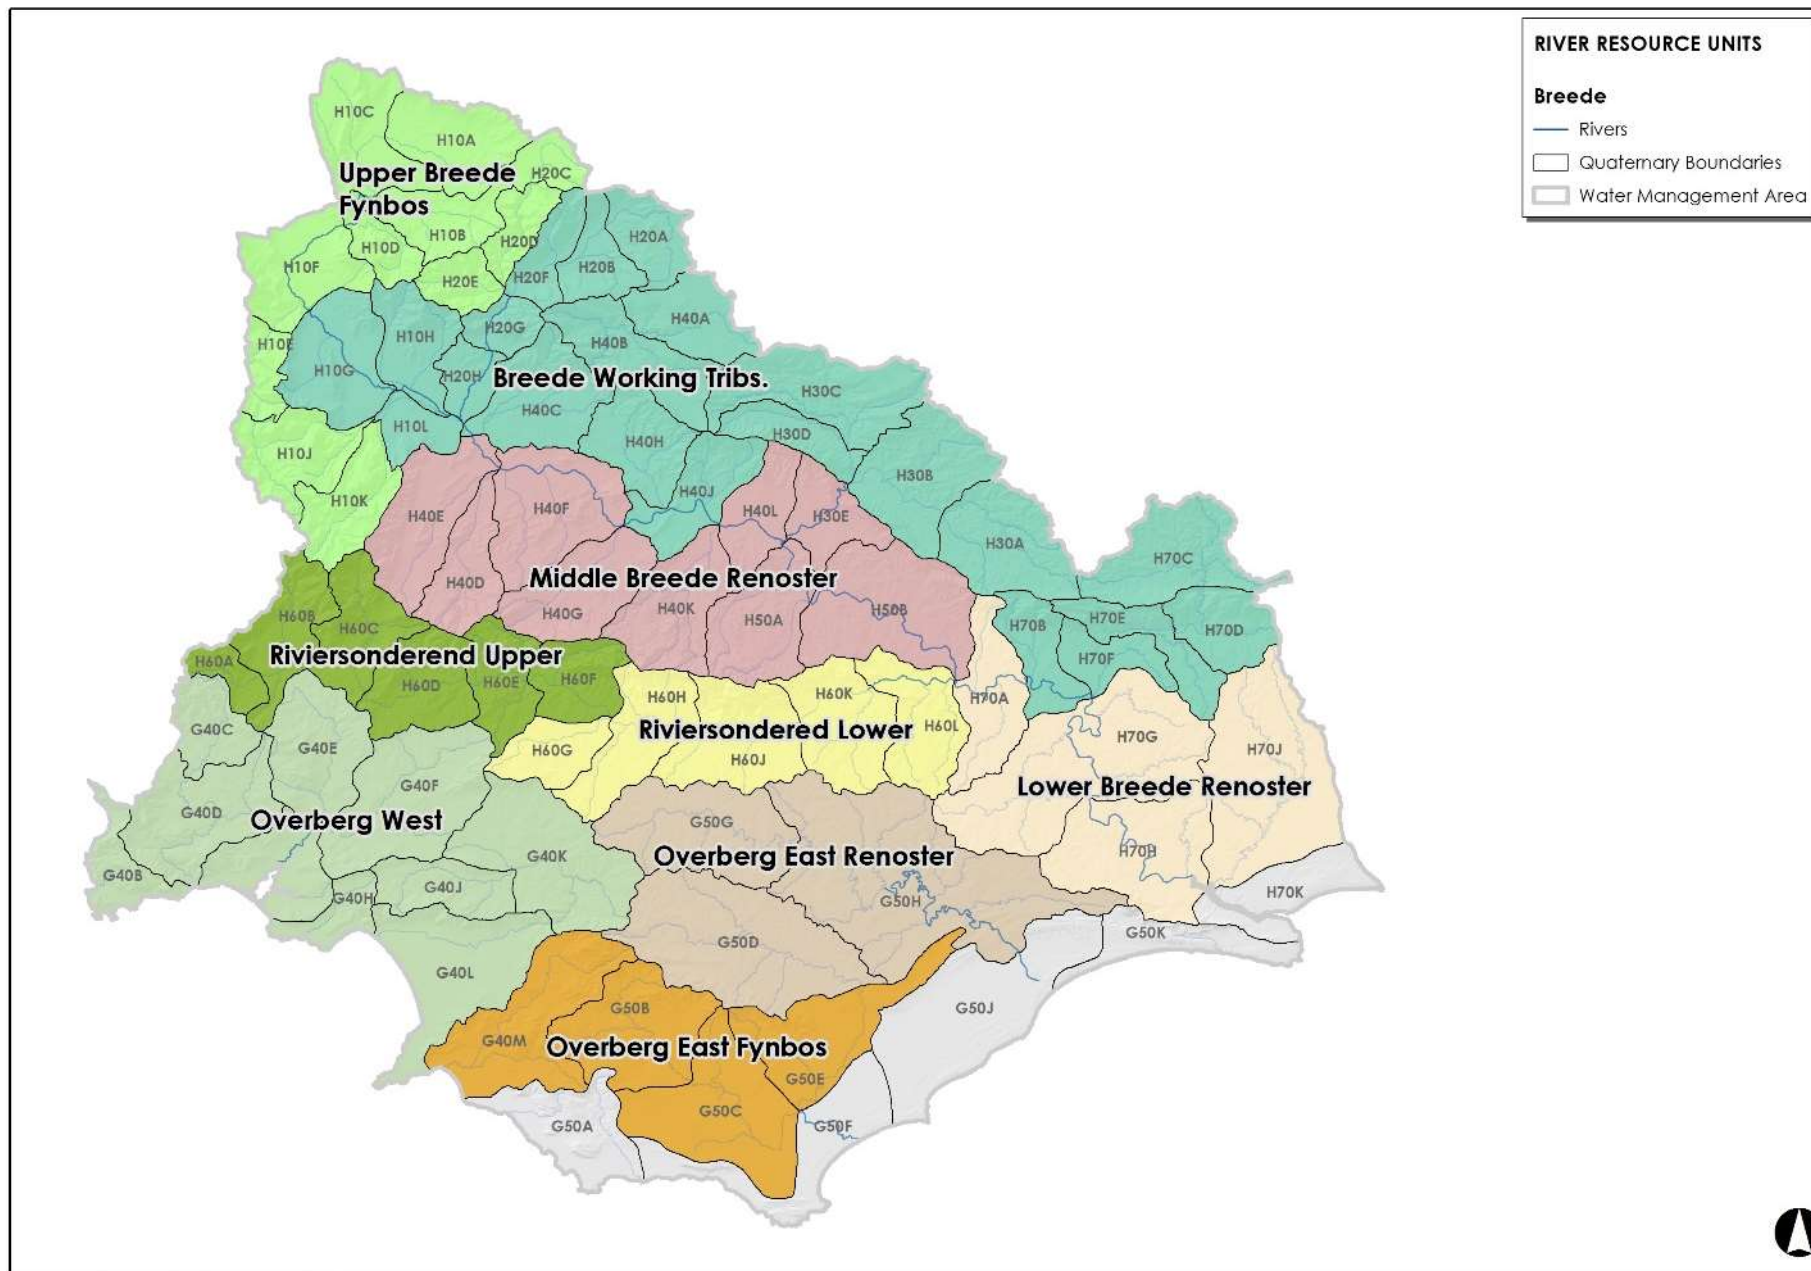 RIVER RESOURCE UNITS
Breede
Rivers
Quaternary Boundaries
Water Management Area
H10C
H10A
Upper Breede
Fynbos
H20C
H10B
H20D
H10D
H20A
H10F
H20E
H20F
H20B
H10E
H10H
H20G
H40B
H40A
H10G
H20H
Breede Working Tribs.
H30C
H40C
H10L
H40H
H30D
H10J
H30B
H10K
H40E
H40F
H40J
H40L
H30E
H30A
H70C
H40D
Middle Breede Renoster
H60B
H60C
H40G
H40K
H50A
H50B
H70B
H70E
H70D
H60A
Riviersonderend Upper
H60D
H60E
H60F
H70F
H60H
H60K
H70A
G40C
G40E
H60G
Riviersondered Lower
H60L
H60J
H70G
H70J
G40F
Lower Breede Renoster
G40D
Overberg West
G50G
G40B
G40K
Overberg East Renoster
H70H
G40H
G40J
G50H
H70K
G50K
G50D
G40L
G50J
G50B
G40M
Overberg East Fynbos
G50E
G50C
G50A
G50F